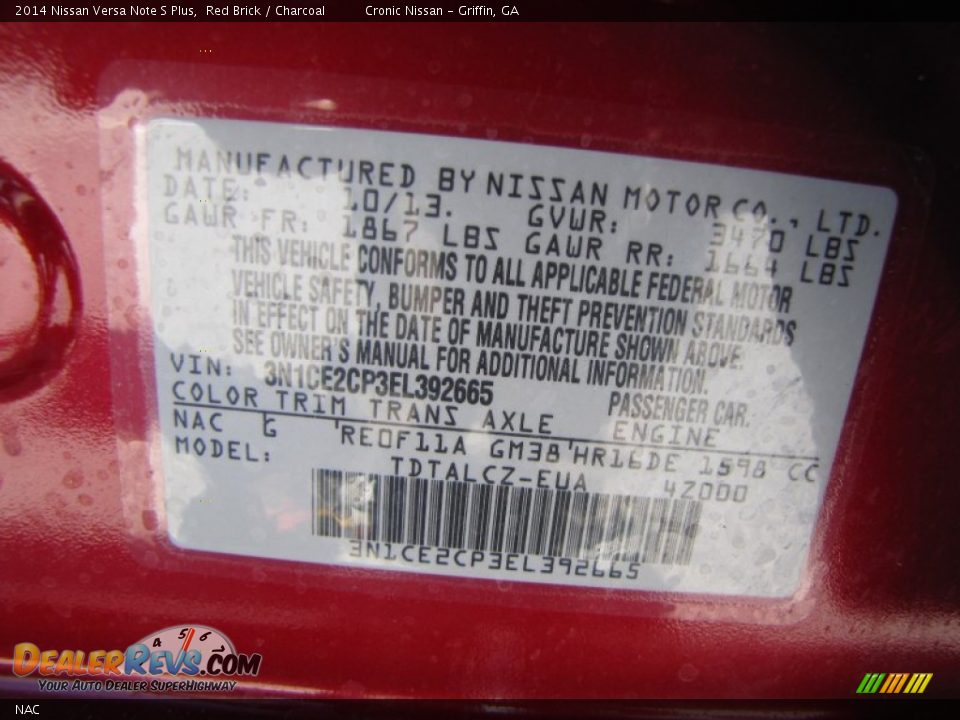 2014 Nissan Versa Note S Plus, Red Brick / Charcoal Cronic Nissan - Griffin, GA
MANUFACTURED BY NISSAN MOTOR CO., LTD.
DATE: 10/13. GVWR: 3470 LBS
GAWR FR: 1867 LBS GAWR RR: 1664 LBS
THIS VEHICLE CONFORMS TO ALL APPLICABLE FEDERAL MOTOR
VEHICLE SAFETY, BUMPER AND THEFT PREVENTION STANDARDS
IN EFFECT ON THE DATE OF MANUFACTURE SHOWN ABOVE.
SEE OWNER'S MANUAL FOR ADDITIONAL INFORMATION.
VIN: 3N1CE2CP3EL392665 PASSENGER CAR.
COLOR TRIM TRANS AXLE ENGINE
NAC G RE0F11A GM38 HR16DE 1598 CC
MODEL: TDTALCZ-EUA 4Z000
3N1CE2CP3EL392665
4 5 6
DEALERREVS.COM
YOUR AUTO DEALER SUPERHIGHWAY
NAC